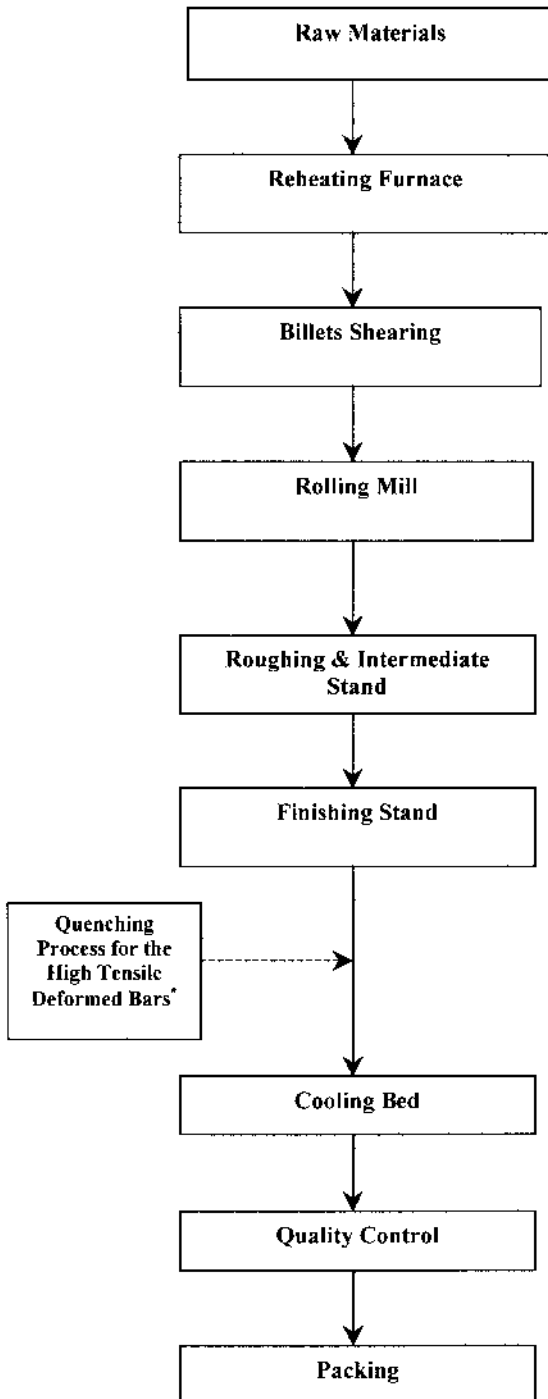 Raw Materials
Reheating Furnace
Billets Shearing
Rolling Mill
Roughing & Intermediate
Stand
Finishing Stand
Quenching
Process for the
High Tensile
Deformed Bars*
Cooling Bed
Quality Control
Packing